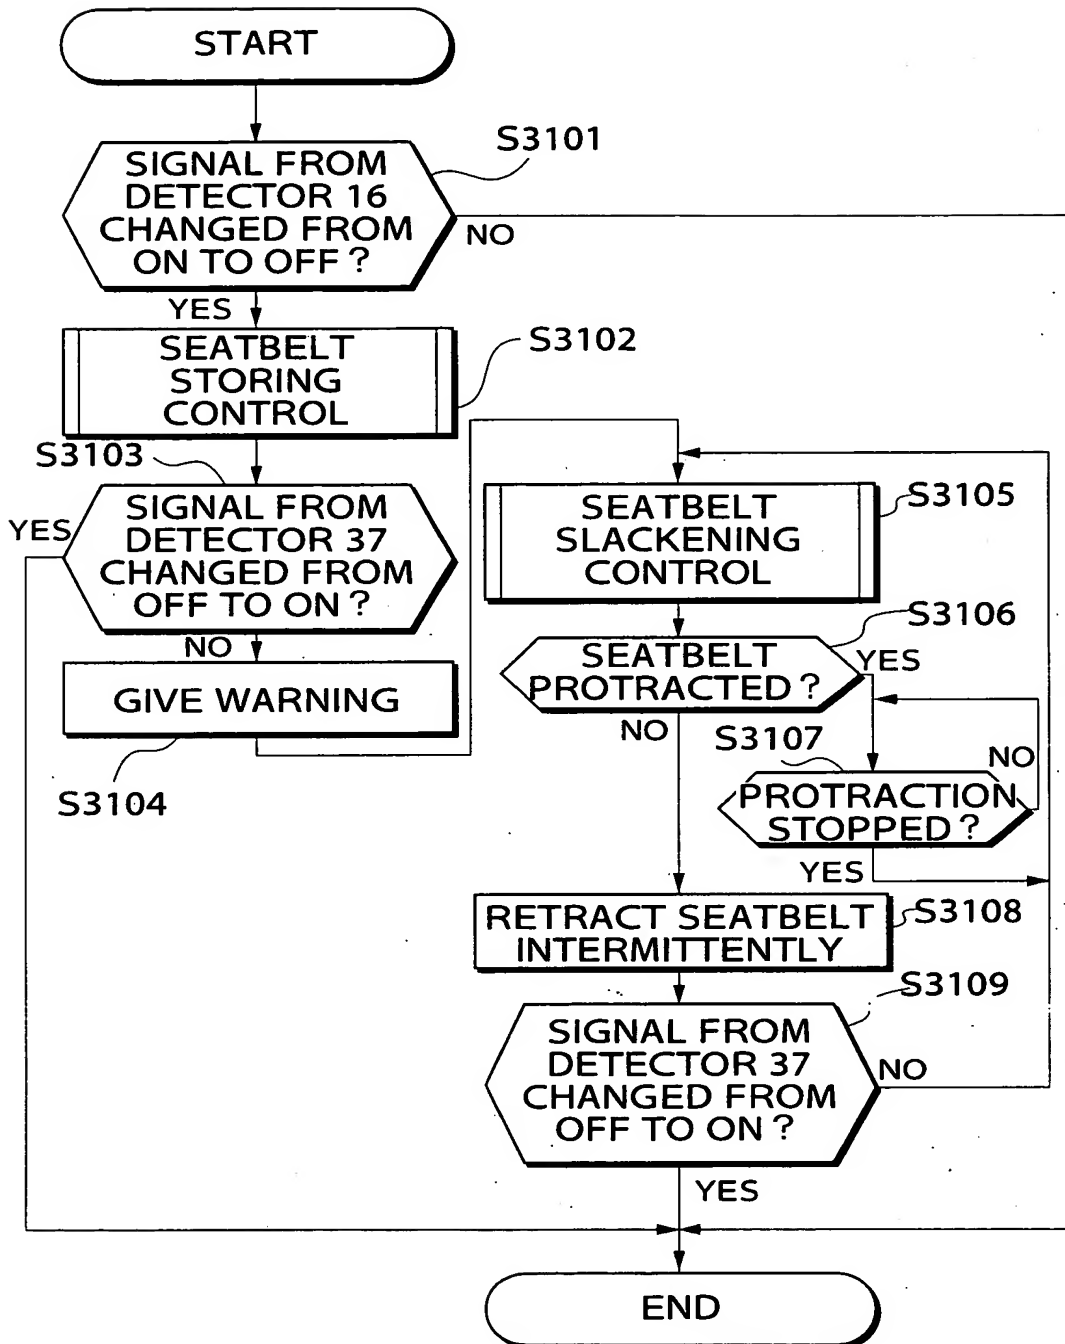 START
S3101
SIGNAL FROM
DETECTOR 16
CHANGED FROM
ON TO OFF?
NO
YES
S3102
SEATBELT
STORING
CONTROL
S3103
YES
SIGNAL FROM
DETECTOR 37
CHANGED FROM
OFF TO ON?
NO
GIVE WARNING
S3104
S3105
SEATBELT
SLACKENING
CONTROL
S3106
SEATBELT
PROTRACTED?
YES
NO
S3107
NO
PROTRACTION
STOPPED?
YES
RETRACT SEATBELT
INTERMITTENTLY
S3108
S3109
SIGNAL FROM
DETECTOR 37
CHANGED FROM
OFF TO ON?
NO
YES
END